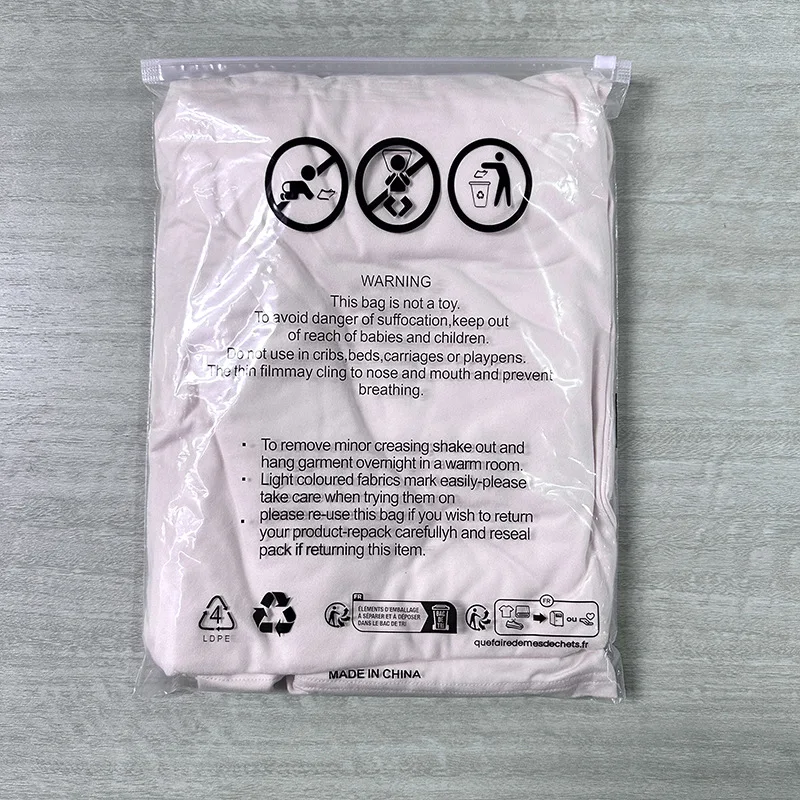 WARNING
This bag is not a toy.
To avoid danger of suffocation,keep out
of reach of babies and children.
Do not use in cribs,beds,carriages or playpens.
The thin filmmay cling to nose and mouth and prevent
breathing.
· To remove minor creasing shake out and
hang garment overnight in a warm room.
· Light coloured fabrics mark easily-please
take care when trying them on
· please re-use this bag if you wish to return
your product-repack carefullyh and reseal
pack if returning this item.
4
LDPE
FR
ÉLÉMENTS D'EMBALLAGE
À SÉPARER ET À DÉPOSER
DANS LE BAC DE TRI
BAC
DE
TRI
FR
OU
quefairedemesdechets.fr
MADE IN CHINA